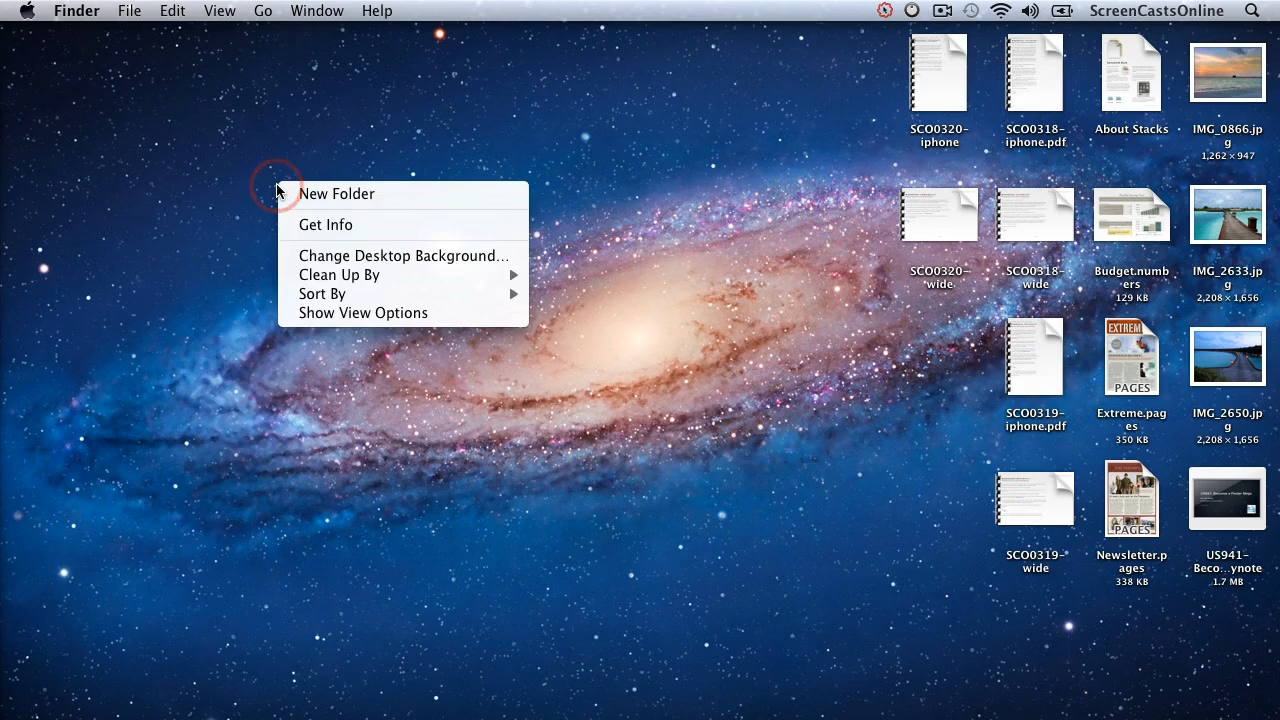 Finder File Edit View Go Window Help ScreenCastsOnline
New Folder
Get Info
Change Desktop Background...
Clean Up By
Sort By
Show View Options
SCO0320-
iphone
SCO0318-
iphone.pdf
About Stacks
IMG_0866.jp
g
1,262 × 947
SCO0320-
wide
SCO0318-
wide
Budget.numb
ers
129 KB
IMG_2633.jp
g
2,208 × 1,656
SCO0319-
iphone.pdf
EXTREM
PAGES
Extreme.pag
es
350 KB
IMG_2650.jp
g
2,208 × 1,656
SCO0319-
wide
PAGES
Newsletter.p
ages
338 KB
US941-
Beco...ynote
1.7 MB